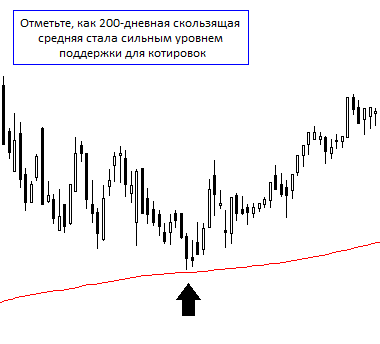 Отметьте, как 200-дневная скользящая
средняя стала сильным уровнем
поддержки для котировок